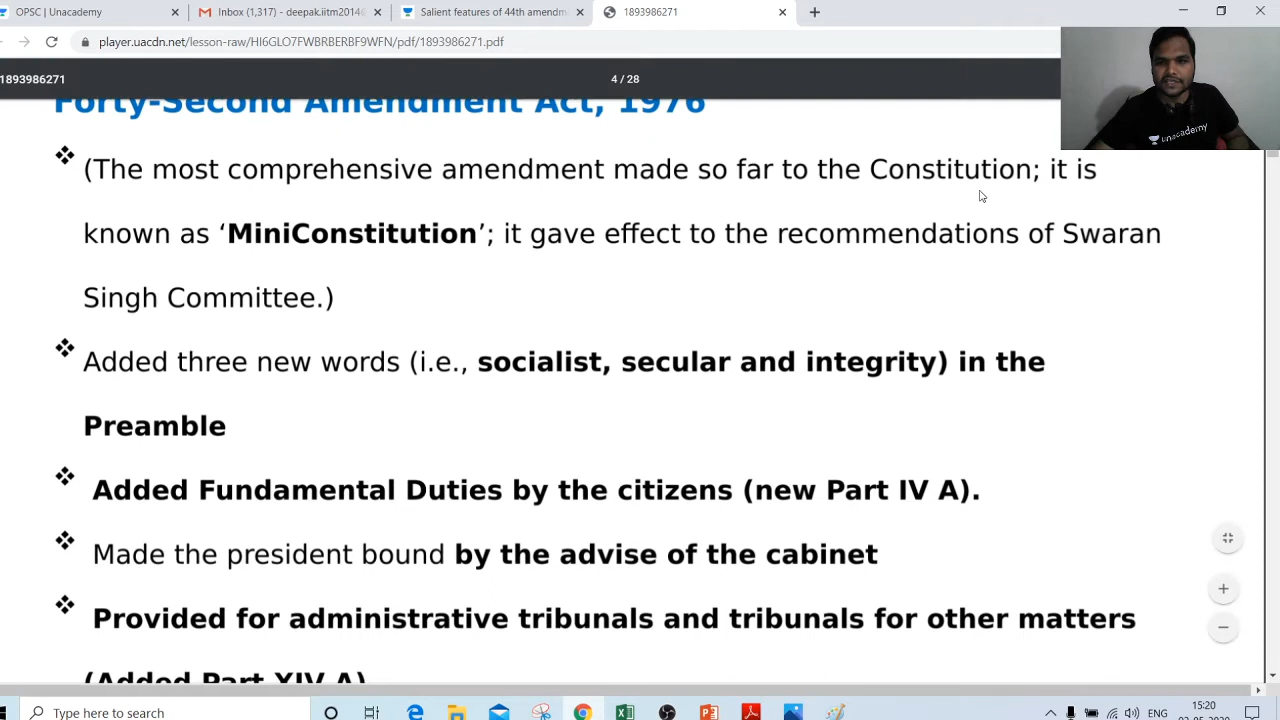 OPSC | Unacademy
Inbox (1,317) - deepak.iitm2014@
Salient features of 44th amendm
1893986271
player.uacdn.net/lesson-raw/HI6GLO7FWBRBERBF9WFN/pdf/1893986271.pdf
1893986271
4 / 28
unacademy
Forty-Second Amendment Act, 1976
❖ (The most comprehensive amendment made so far to the Constitution; it is
known as ‘MiniConstitution’; it gave effect to the recommendations of Swaran
Singh Committee.)
❖ Added three new words (i.e., socialist, secular and integrity) in the
Preamble
❖ Added Fundamental Duties by the citizens (new Part IV A).
❖ Made the president bound by the advise of the cabinet
❖ Provided for administrative tribunals and tribunals for other matters
(Added Part XIV A)
Type here to search
ENG
15:20
02-05-2020